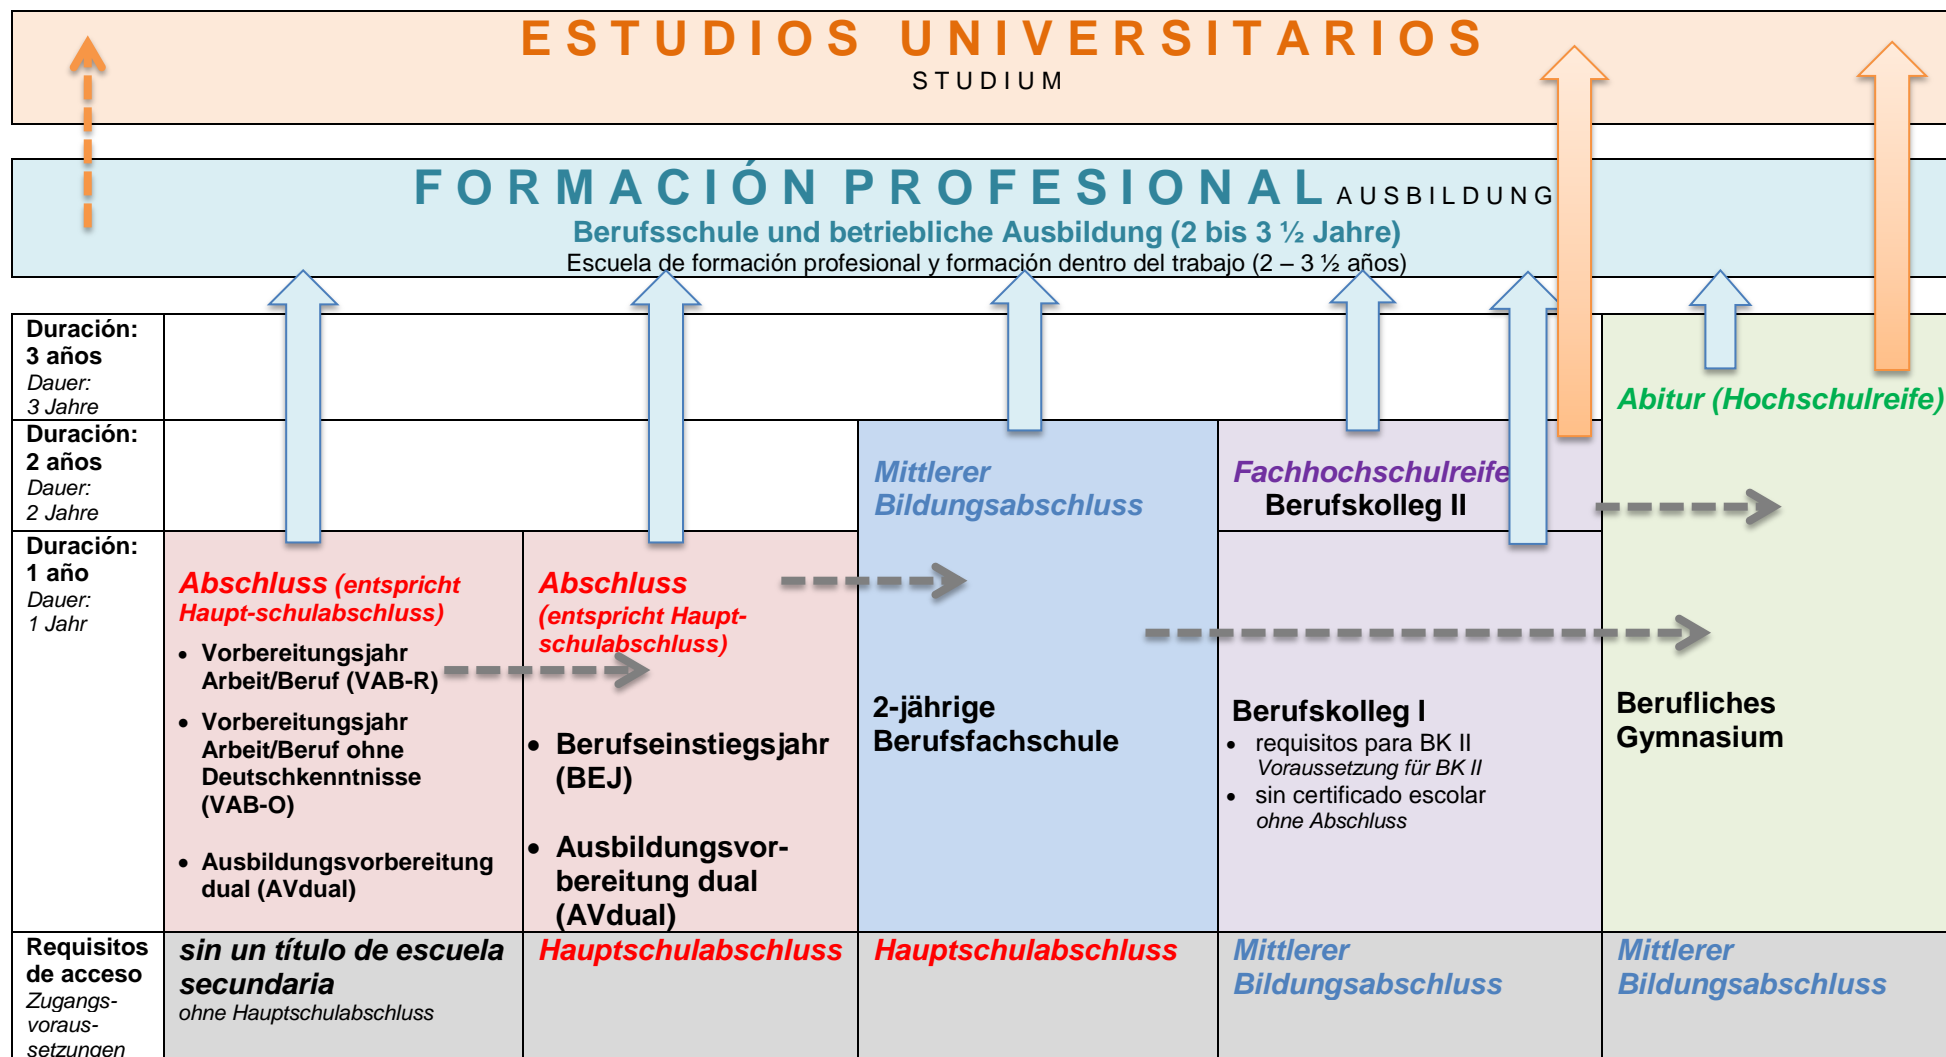 ESTUDIOS UNIVERSITARIOS
STUDIUM
FORMACIÓN PROFESIONAL AUSBILDUNG
Berufsschule und betriebliche Ausbildung (2 bis 3 ½ Jahre)
Escuela de formación profesional y formación dentro del trabajo (2 – 3 ½ años)
Duración:
3 años
Dauer:
3 Jahre
Abitur (Hochschulreife)
Duración:
2 años
Dauer:
2 Jahre
Mittlerer
Bildungsabschluss
Fachhochschulreife
Berufskolleg II
Duración:
1 año
Dauer:
1 Jahr
Abschluss (entspricht
Haupt-schulabschluss)
• Vorbereitungsjahr
Arbeit/Beruf (VAB-R)
• Vorbereitungsjahr
Arbeit/Beruf ohne
Deutschkenntnisse
(VAB-O)
• Ausbildungsvorbereitung
dual (AVdual)
Abschluss
(entspricht Haupt-
schulabschluss)
• Berufseinstiegsjahr
(BEJ)
• Ausbildungsvor-
bereitung dual
(AVdual)
2-jährige
Berufsfachschule
Berufskolleg I
• requisitos para BK II
Voraussetzung für BK II
• sin certificado escolar
ohne Abschluss
Berufliches
Gymnasium
Requisitos
de acceso
Zugangs-
voraus-
setzungen
sin un título de escuela
secundaria
ohne Hauptschulabschluss
Hauptschulabschluss
Hauptschulabschluss
Mittlerer
Bildungsabschluss
Mittlerer
Bildungsabschluss